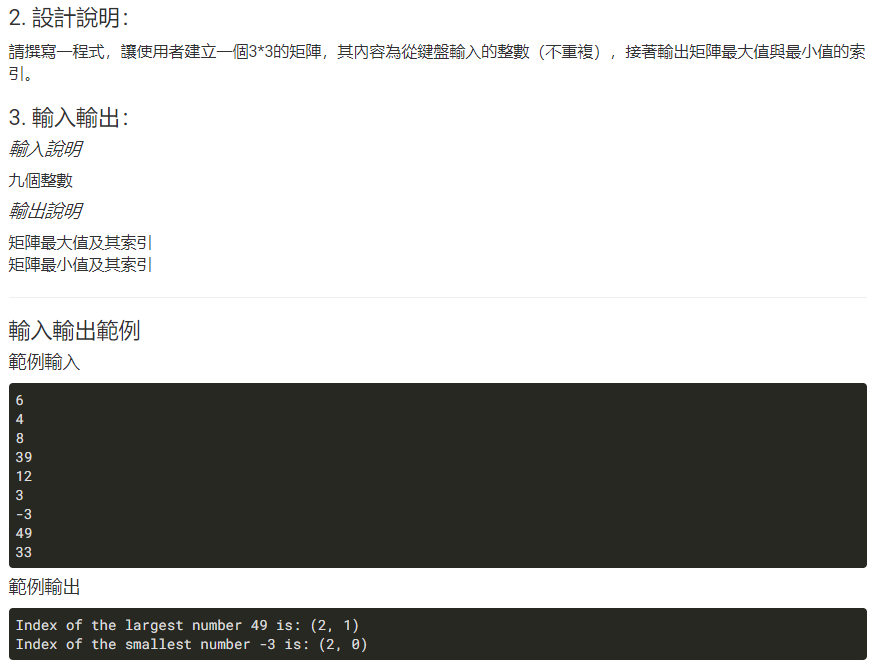 2. 設計說明：
請撰寫一程式，讓使用者建立一個3*3的矩陣，其內容為從鍵盤輸入的整數（不重複），接著輸出矩陣最大值與最小值的索
引。
3. 輸入輸出：
輸入說明
九個整數
輸出說明
矩陣最大值及其索引
矩陣最小值及其索引
輸入輸出範例
範例輸入
6
4
8
39
12
3
-3
49
33
範例輸出
Index of the largest number 49 is: (2, 1)
Index of the smallest number -3 is: (2, 0)